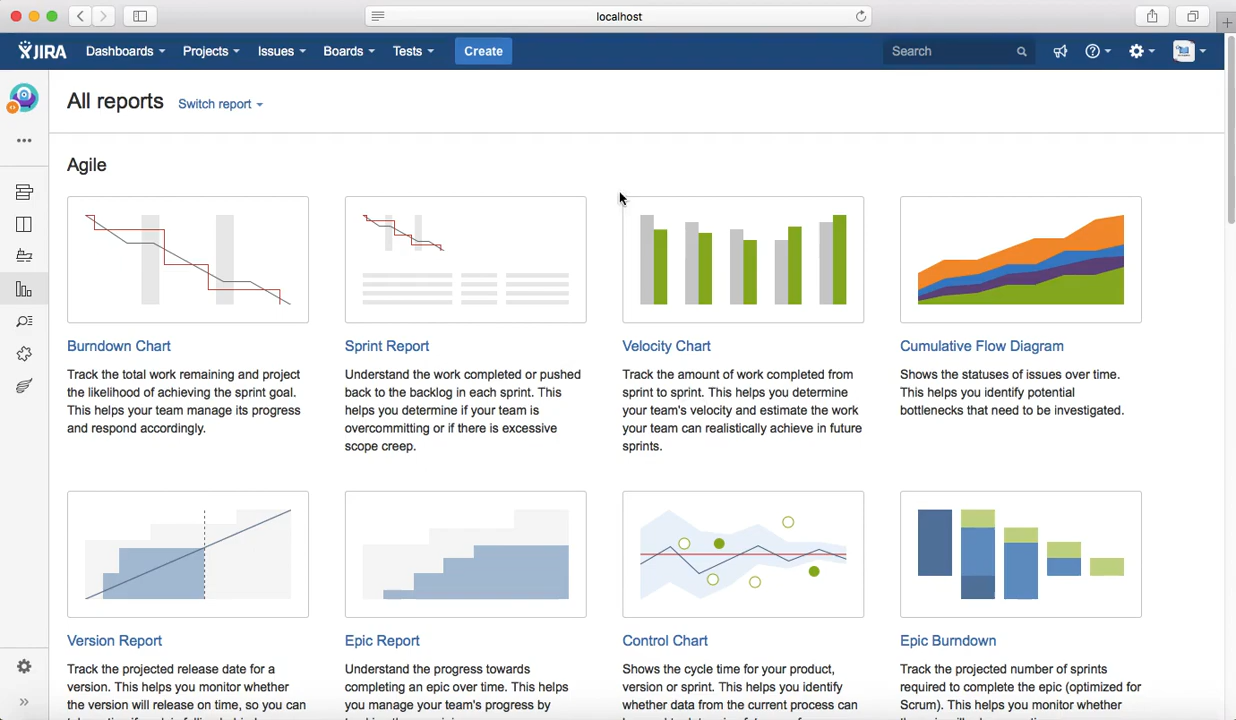 localhost
JIRA Dashboards Projects Issues Boards Tests Create Search
All reports Switch report
Agile
Burndown Chart
Track the total work remaining and project
the likelihood of achieving the sprint goal.
This helps your team manage its progress
and respond accordingly.
Sprint Report
Understand the work completed or pushed
back to the backlog in each sprint. This
helps you determine if your team is
overcommitting or if there is excessive
scope creep.
Velocity Chart
Track the amount of work completed from
sprint to sprint. This helps you determine
your team's velocity and estimate the work
your team can realistically achieve in future
sprints.
Cumulative Flow Diagram
Shows the statuses of issues over time.
This helps you identify potential
bottlenecks that need to be investigated.
Version Report
Track the projected release date for a
version. This helps you monitor whether
the version will release on time, so you can
Epic Report
Understand the progress towards
completing an epic over time. This helps
you manage your team's progress by
Control Chart
Shows the cycle time for your product,
version or sprint. This helps you identify
whether data from the current process can
Epic Burndown
Track the projected number of sprints
required to complete the epic (optimized for
Scrum). This helps you monitor whether